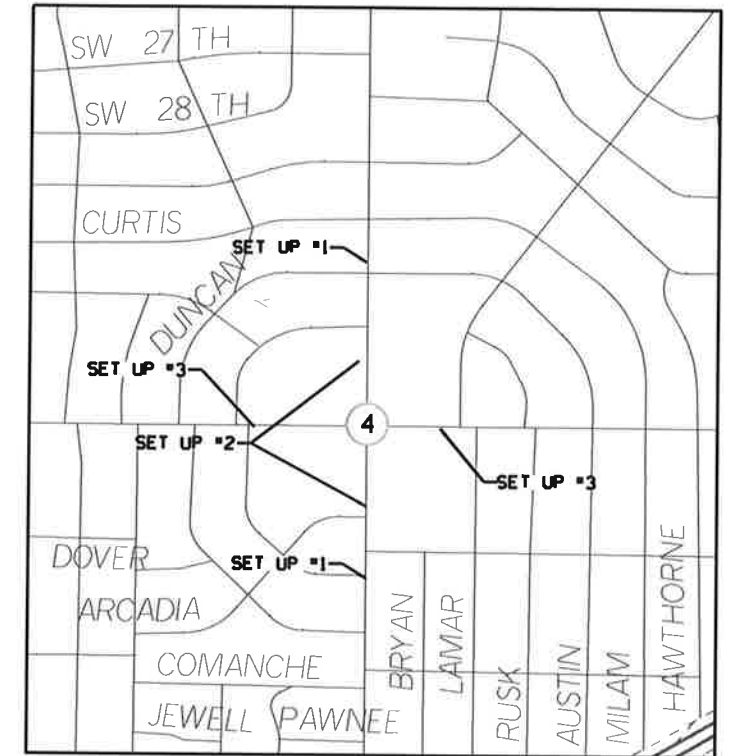 SW 27 TH
SW 28 TH
CURTIS
SET UP "1
DUNCAN
SET UP "3
4
SET UP "2
SET UP "3
DOVER
SET UP "1
ARCADIA
COMANCHE
JEWELL
PAWNEE
BRYAN
LAMAR
RUSK
AUSTIN
MILAM
HAWTHORNE